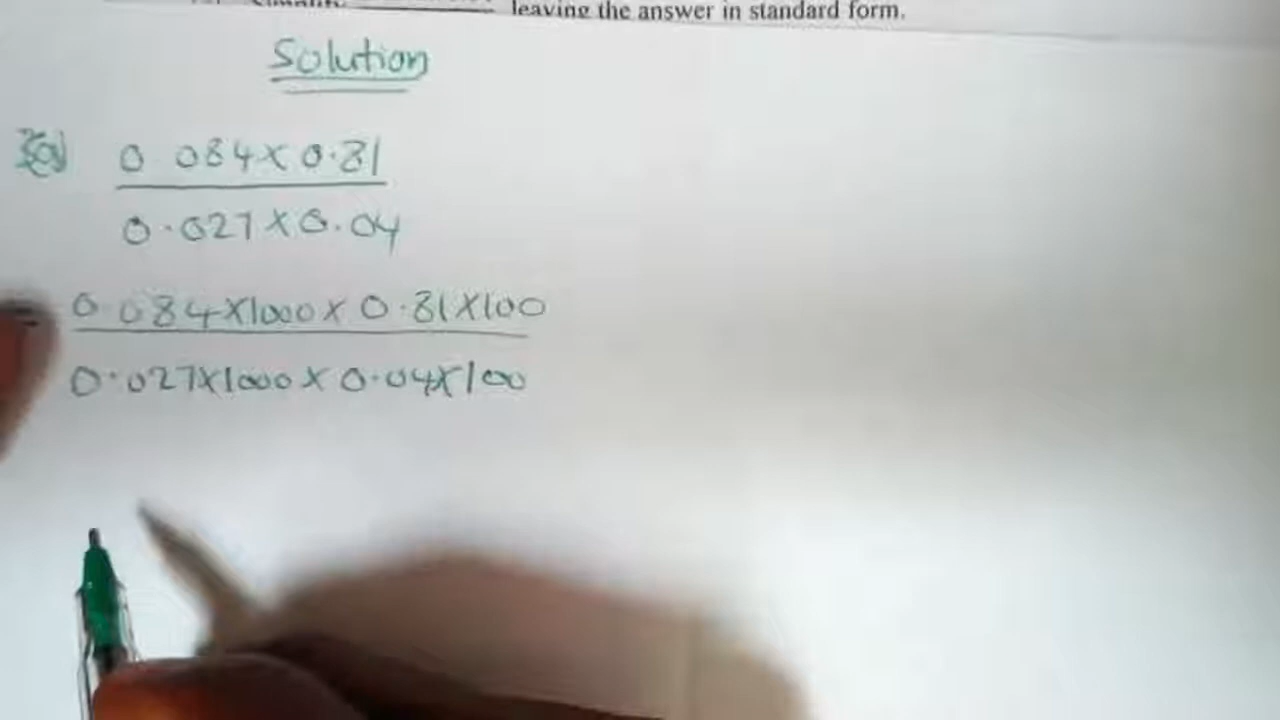 leaving the answer in standard form.
Solution
0.084 x 0.81
0.027 x 0.04
= 0.084 x 1000 x 0.81 x 100
0.027 x 1000 x 0.04 x 100